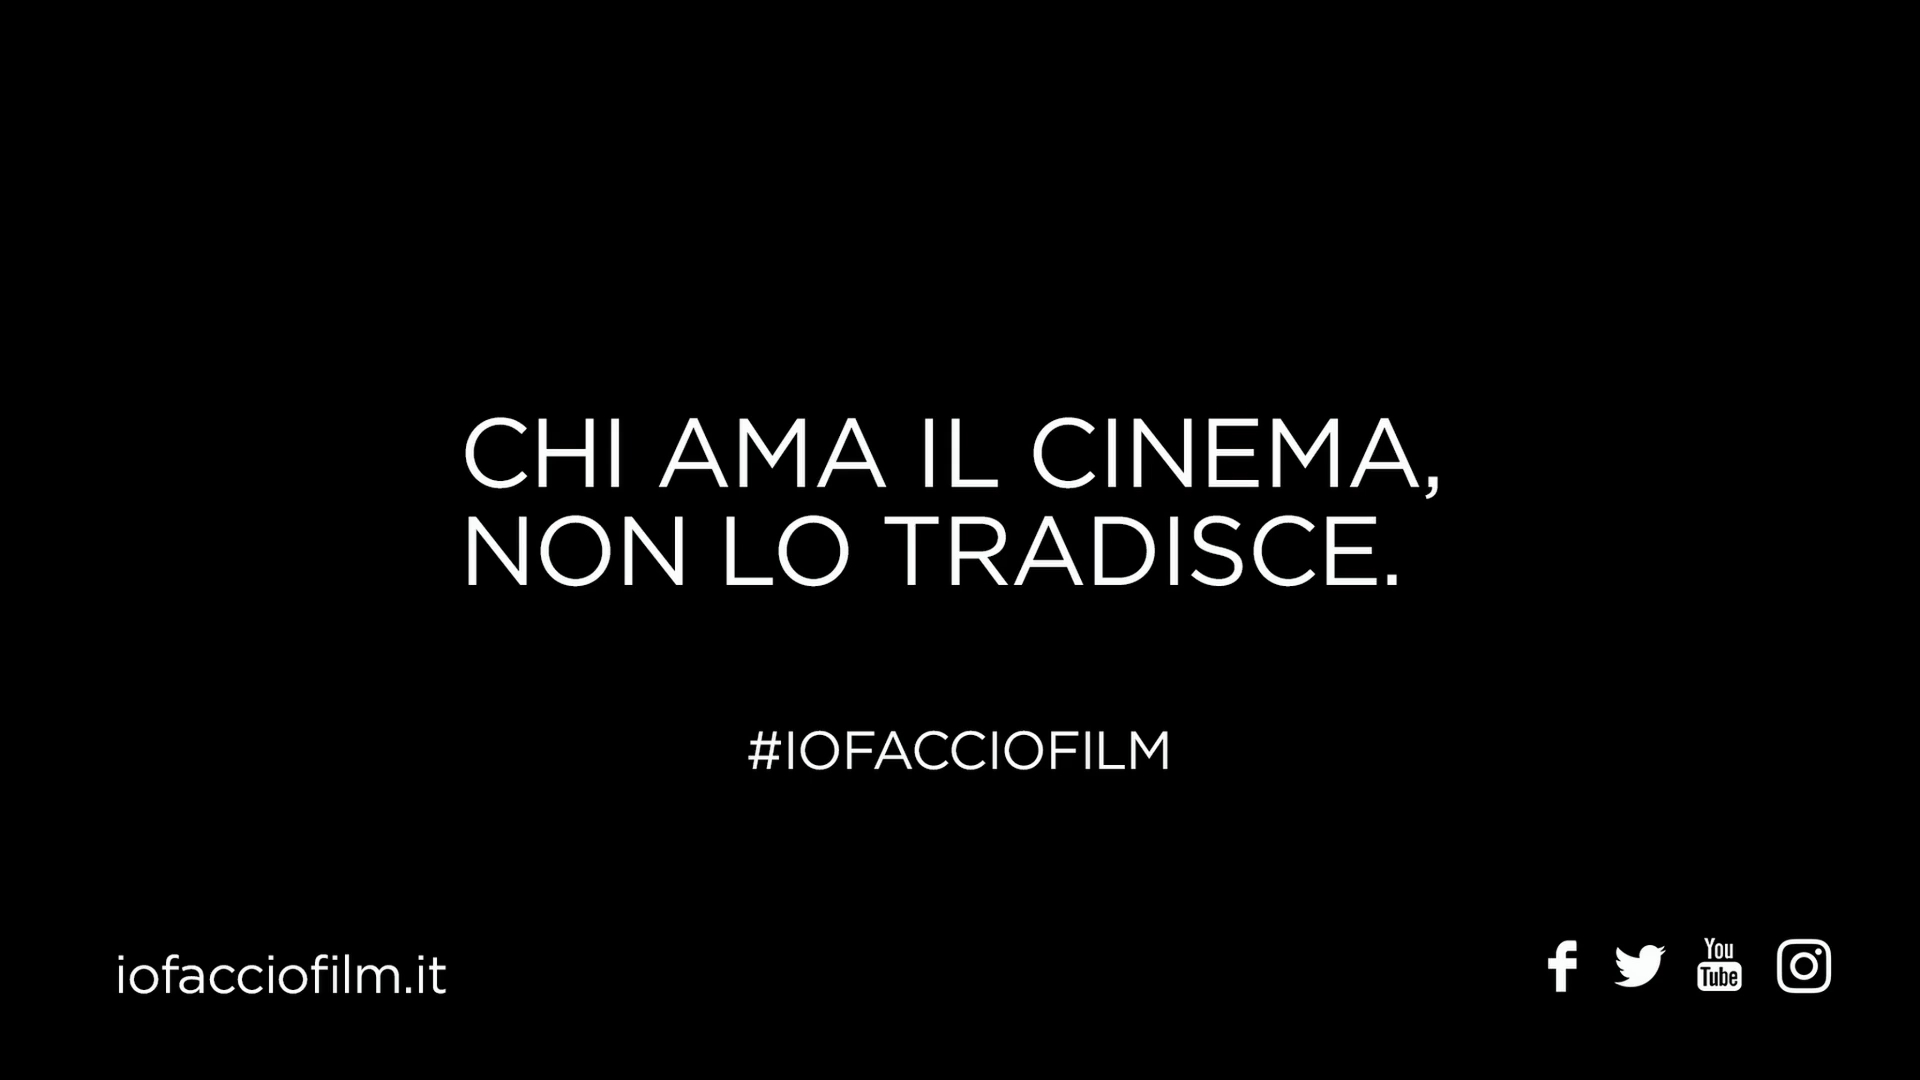 CHI AMA IL CINEMA,
NON LO TRADISCE.
#IOFACCIOFILM
iofacciofilm.it
You
Tube